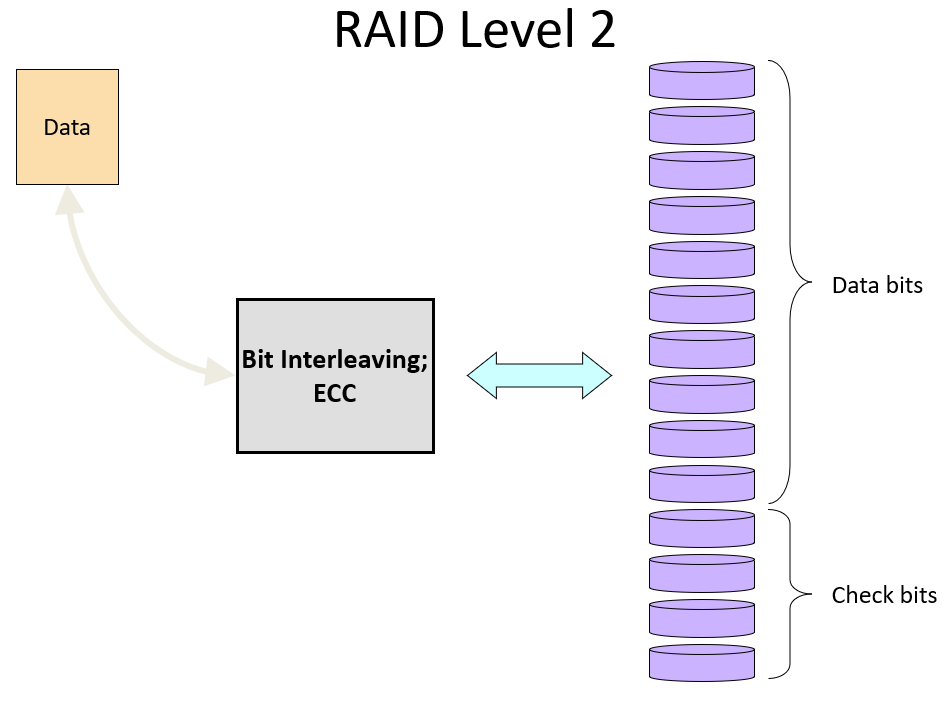 RAID Level 2
Data
Data bits
Bit Interleaving;
ECC
Check bits